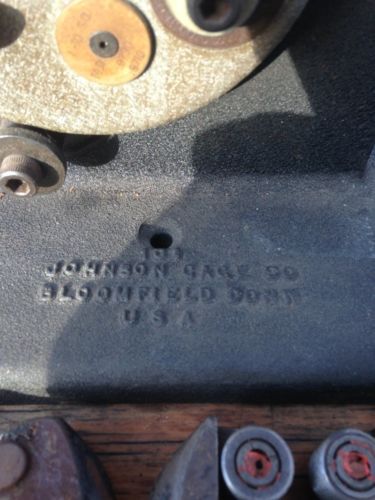 JOHNSON GAGE CO
BLOOMFIELD CONN
U S A